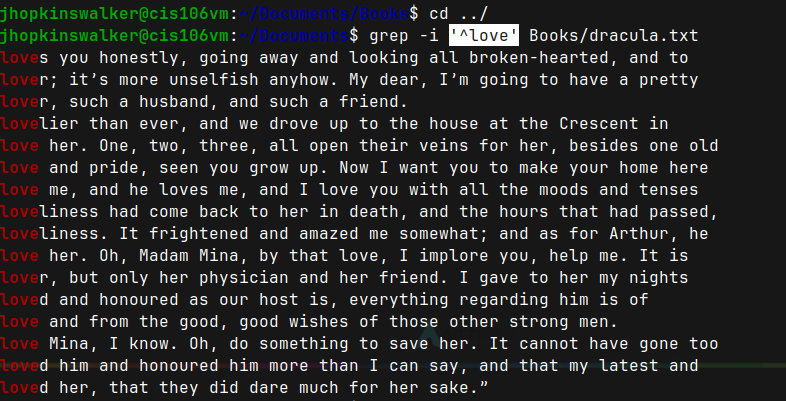 jhopkinswalker@cis106vm:~/Documents/Books$ cd ../
jhopkinswalker@cis106vm:~/Documents$ grep -i '^love' Books/dracula.txt
loves you honestly, going away and looking all broken-hearted, and to
lover; it’s more unselfish anyhow. My dear, I’m going to have a pretty
lover, such a husband, and such a friend.
lovelier than ever, and we drove up to the house at the Crescent in
love her. One, two, three, all open their veins for her, besides one old
love and pride, seen you grow up. Now I want you to make your home here
love me, and he loves me, and I love you with all the moods and tenses
loveliness had come back to her in death, and the hours that had passed,
loveliness. It frightened and amazed me somewhat; and as for Arthur, he
love her. Oh, Madam Mina, by that love, I implore you, help me. It is
lover, but only her physician and her friend. I gave to her my nights
loved and honoured as our host is, everything regarding him is of
love and from the good, good wishes of those other strong men.
love Mina, I know. Oh, do something to save her. It cannot have gone too
loved him and honoured him more than I can say, and that my latest and
loved her, that they did dare much for her sake.”